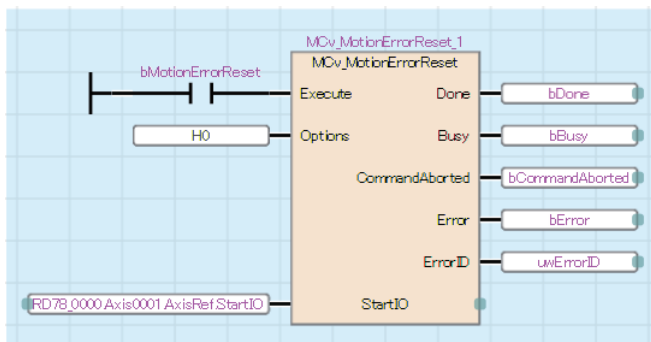 MCv_MotionErrorReset_1
MCv_MotionErrorReset
bMotionErrorReset
Execute
Done
bDone
H0
Options
Busy
bBusy
CommandAborted
bCommandAborted
Error
bError
ErrorID
uwErrorID
RD78_0000.Axis0001.AxisRef.StartIO
StartIO